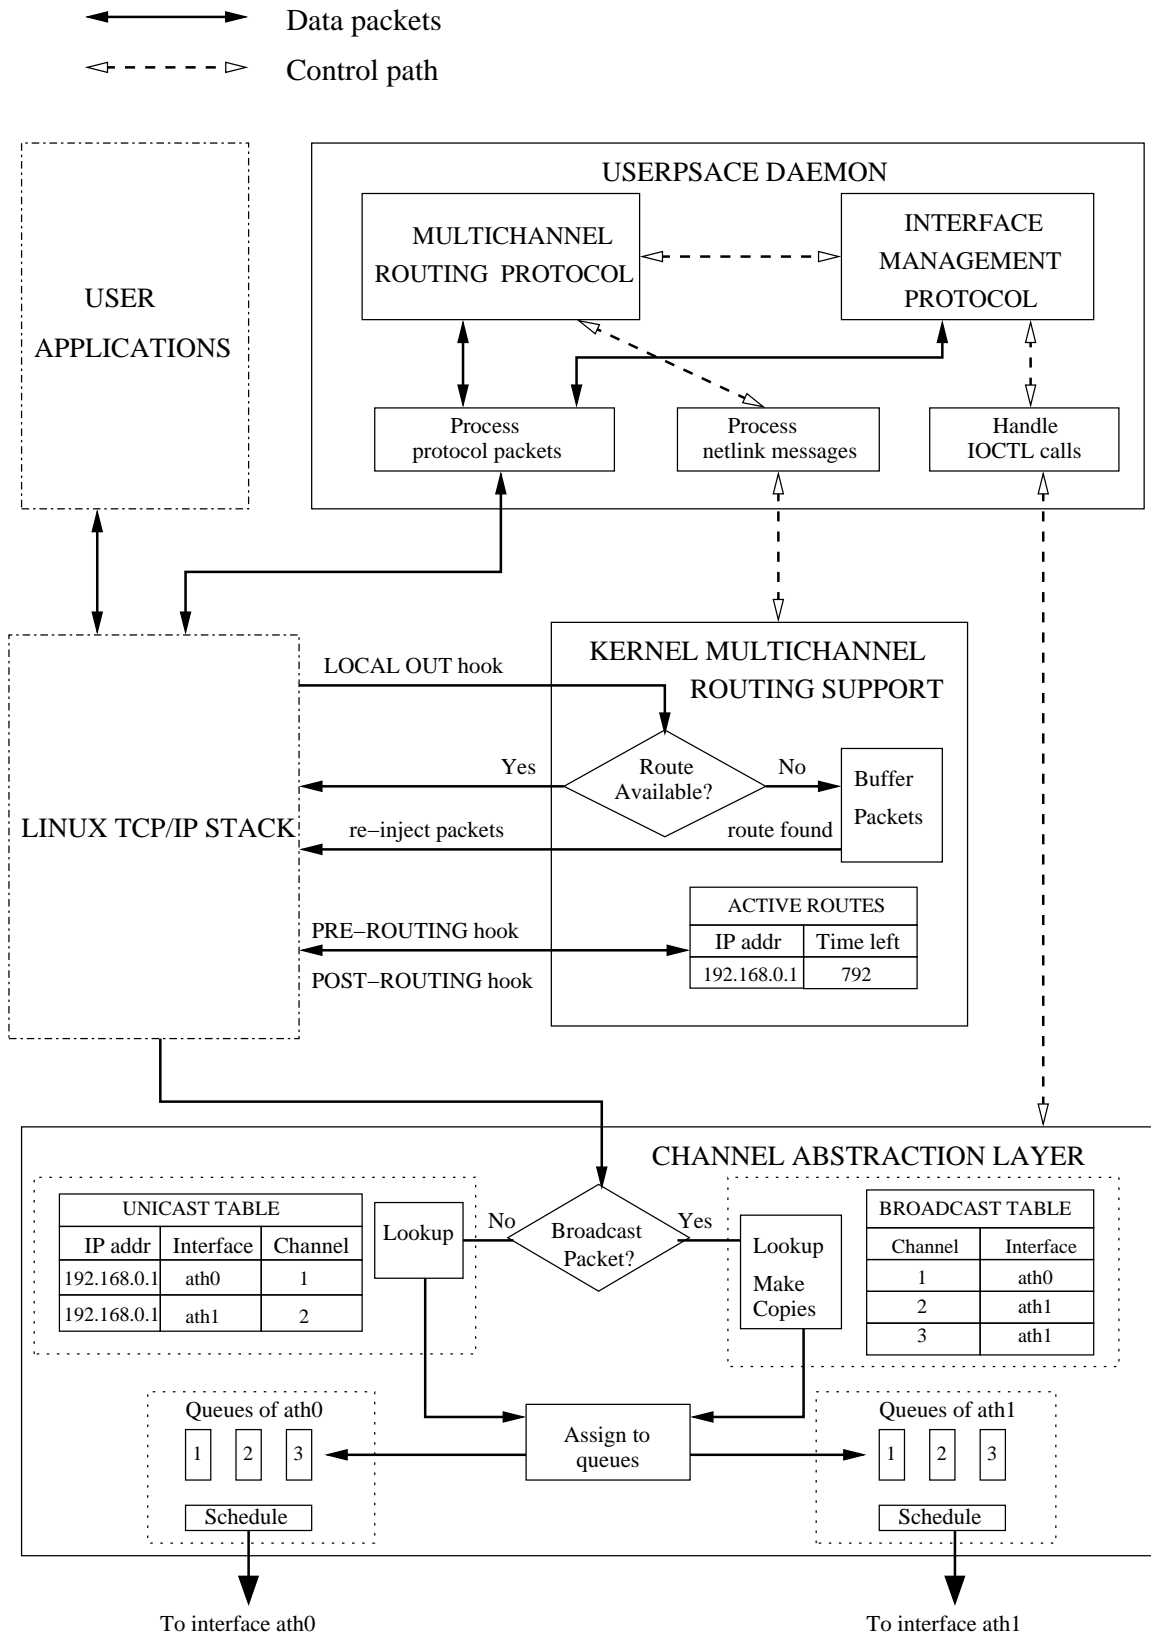 Data packets
Control path
USERPSACE DAEMON
MULTICHANNEL
ROUTING PROTOCOL
INTERFACE
MANAGEMENT
PROTOCOL
USER
APPLICATIONS
Process
protocol packets
Process
netlink messages
Handle
IOCTL calls
LOCAL OUT hook
KERNEL MULTICHANNEL
ROUTING SUPPORT
Yes
Route
Available?
No
Buffer
Packets
LINUX TCP/IP STACK
re−inject packets
route found
ACTIVE ROUTES
IP addr Time left
192.168.0.1 792
PRE−ROUTING hook
POST−ROUTING hook
CHANNEL ABSTRACTION LAYER
UNICAST TABLE
IP addr Interface Channel
192.168.0.1 ath0 1
192.168.0.1 ath1 2
Lookup
No
Broadcast
Packet?
Yes
Lookup
Make
Copies
BROADCAST TABLE
Channel Interface
1 ath0
2 ath1
3 ath1
Queues of ath0
1 2 3
Schedule
Assign to
queues
Queues of ath1
1 2 3
Schedule
To interface ath0
To interface ath1